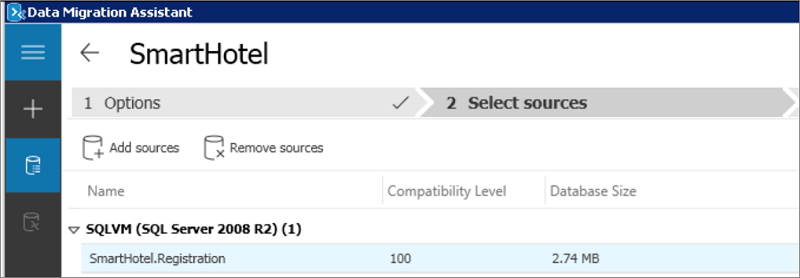 Data Migration Assistant
SmartHotel
1 Options
2 Select sources
Add sources
Remove sources
Name Compatibility Level Database Size
SQLVM (SQL Server 2008 R2) (1)
SmartHotel.Registration 100 2.74 MB